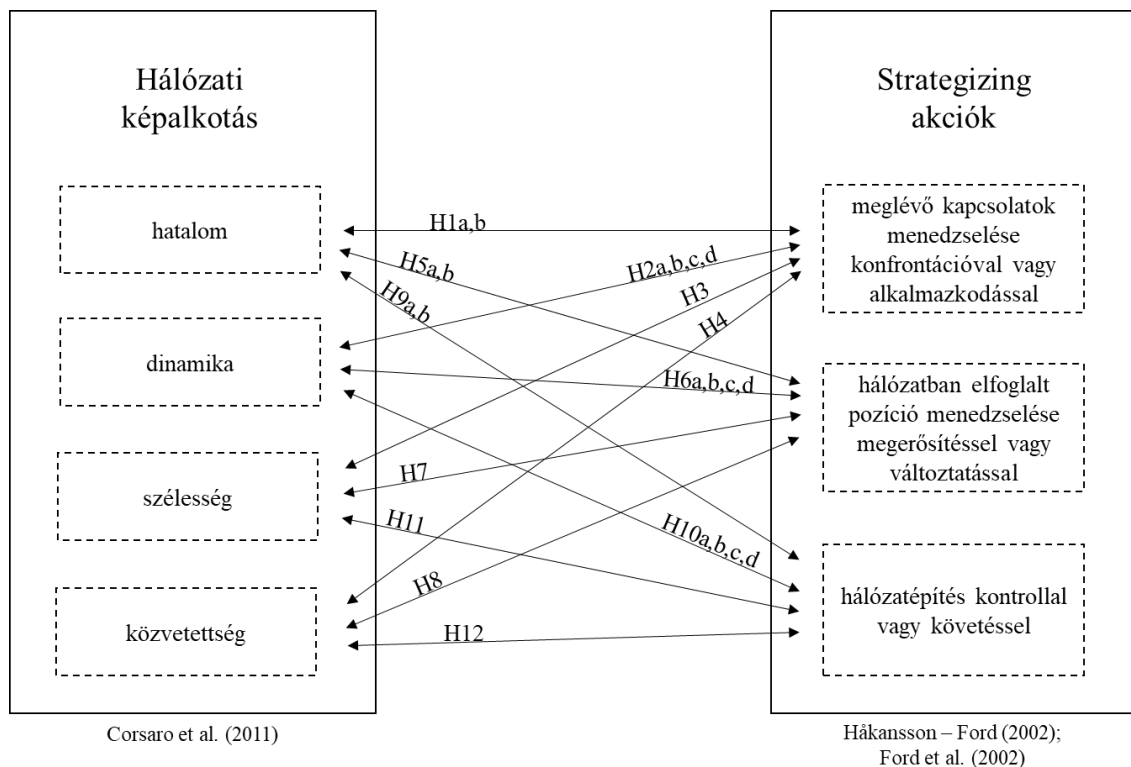 Hálózati
képalkotás
hatalom
dinamika
szélesség
közvetettség
Corsaro et al. (2011)
H1a,b
H5a,b
H9a,b
H2a,b,c,d
H3
H4
H6a,b,c,d
H7
H11
H10a,b,c,d
H8
H12
Strategizing
akciók
meglévő kapcsolatok
menedzselése
konfrontációval vagy
alkalmazkodással
hálózatban elfoglalt
pozíció menedzselése
megerősítéssel vagy
változtatással
hálózatépítés kontrollal
vagy követéssel
Håkansson – Ford (2002);
Ford et al. (2002)